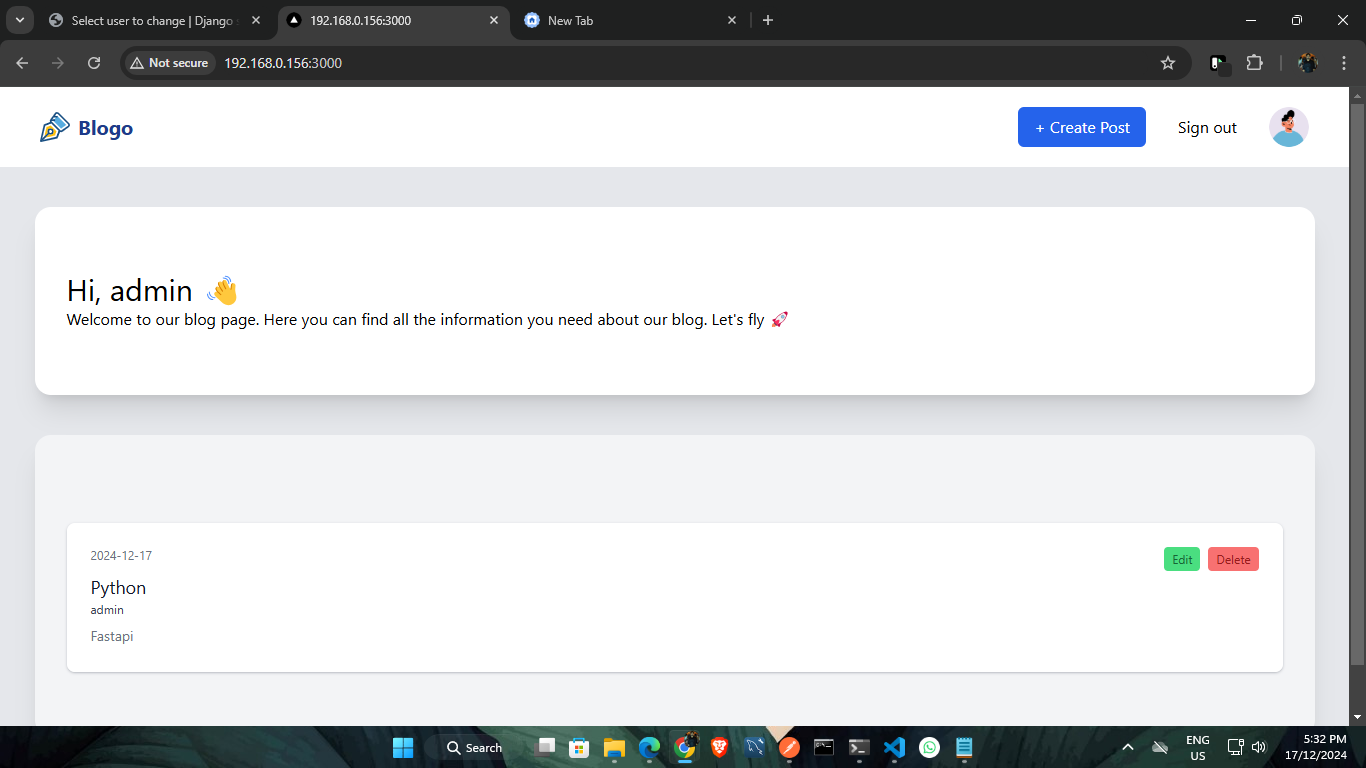 Select user to change | Django
192.168.0.156:3000
New Tab
Not secure
192.168.0.156:3000
Blogo
+ Create Post
Sign out
Hi, admin 👋
Welcome to our blog page. Here you can find all the information you need about our blog. Let's fly 🚀
2024-12-17
Edit
Delete
Python
admin
Fastapi
Search
ENG
US
5:32 PM
17/12/2024